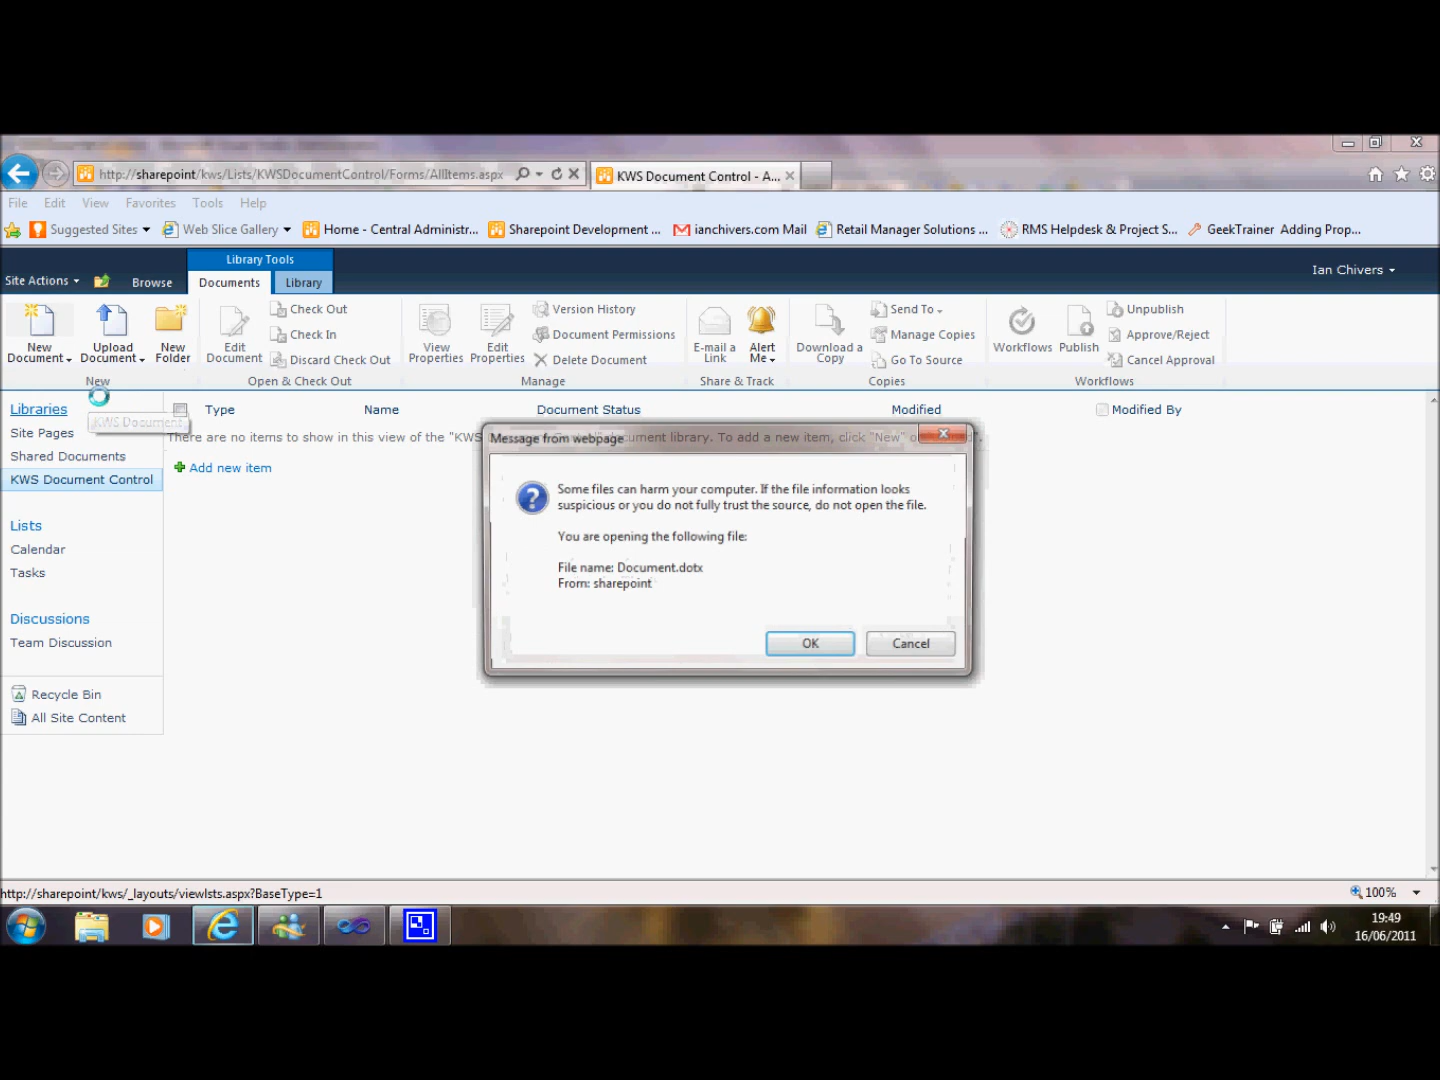 http://sharepoint/kws/Lists/KWSDocumentControl/Forms/AllItems.aspx
KWS Document Control - A...
File Edit View Favorites Tools Help
Suggested Sites Web Slice Gallery Home - Central Administr... Sharepoint Development ... ianchivers.com Mail Retail Manager Solutions ... RMS Helpdesk & Project S... GeekTrainer Adding Prop...
Library Tools
Site Actions Browse Documents Library
Ian Chivers
New Document
Upload Document
New Folder
New
Edit Document
Check Out
Check In
Discard Check Out
Open & Check Out
View Properties
Edit Properties
Version History
Document Permissions
Delete Document
Manage
E-mail a Link
Alert Me
Share & Track
Download a Copy
Send To
Manage Copies
Go To Source
Copies
Workflows
Publish
Unpublish
Approve/Reject
Cancel Approval
Workflows
Libraries
Site Pages
Shared Documents
KWS Document Control
Lists
Calendar
Tasks
Discussions
Team Discussion
Recycle Bin
All Site Content
KWS Document
Type Name Document Status Modified Modified By
There are no items to show in this view of the "KWS document library. To add a new item, click "New"
Add new item
Message from webpage
Some files can harm your computer. If the file information looks
suspicious or you do not fully trust the source, do not open the file.
You are opening the following file:
File name: Document.dotx
From: sharepoint
OK Cancel
http://sharepoint/kws/_layouts/viewlsts.aspx?BaseType=1
100%
19:49
16/06/2011